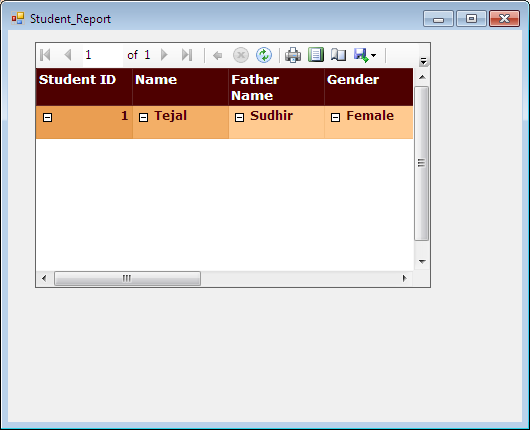 Student_Report
1 of 1
Student ID Name Father Name Gender
1 Tejal Sudhir Female